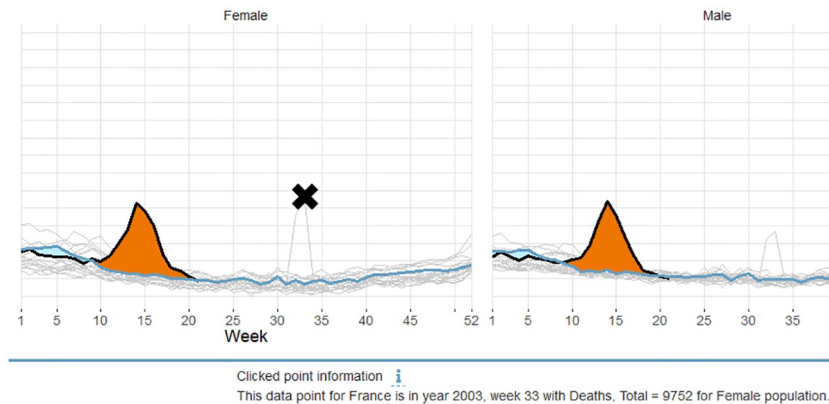 Female
Male
1 5 10 15 20 25 30 35 40 45 52
1 5 10 15 20 25 30 35
Week
Clicked point information i
This data point for France is in year 2003, week 33 with Deaths, Total = 9752 for Female population.